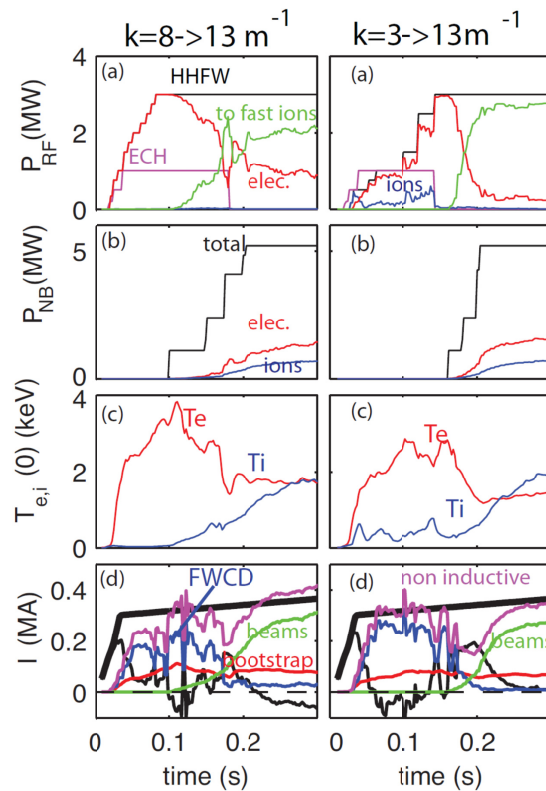 k=8->13 m⁻¹ k=3->13m⁻¹
(a) HHFW (a)
to fast ions
ECH
elec. ions
P_RF(MW)
4
2
0
(b) total (b)
elec.
ions
P_NB(MW)
5
0
(c) Te (c) Te
Ti Ti
T_e,i (0) (keV)
4
2
0
(d) FWCD (d) non inductive
beams beams
bootstrap
I (MA)
0.4
0.2
0
0 0.1 0.2 0 0.1 0.2
time (s) time (s)